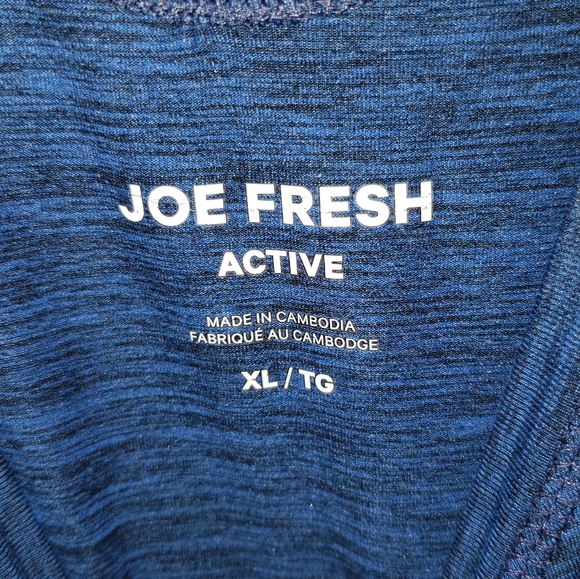 JOE FRESH
ACTIVE
MADE IN CAMBODIA
FABRIQUÉ AU CAMBODGE
XL / TG